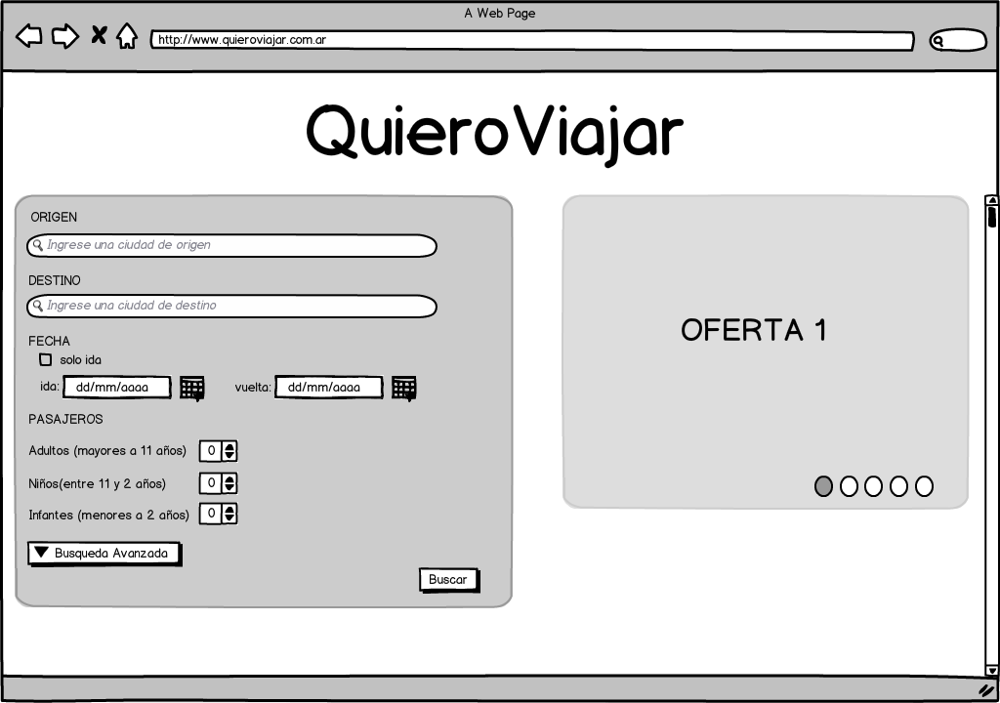 A Web Page
http://www.quieroviajar.com.ar
QuieroViajar
ORIGEN
Ingrese una ciudad de origen
DESTINO
Ingrese una ciudad de destino
FECHA
solo ida
ida: dd/mm/aaaa vuelta: dd/mm/aaaa
PASAJEROS
Adultos (mayores a 11 años) 0
Niños(entre 11 y 2 años) 0
Infantes (menores a 2 años) 0
Busqueda Avanzada
Buscar
OFERTA 1